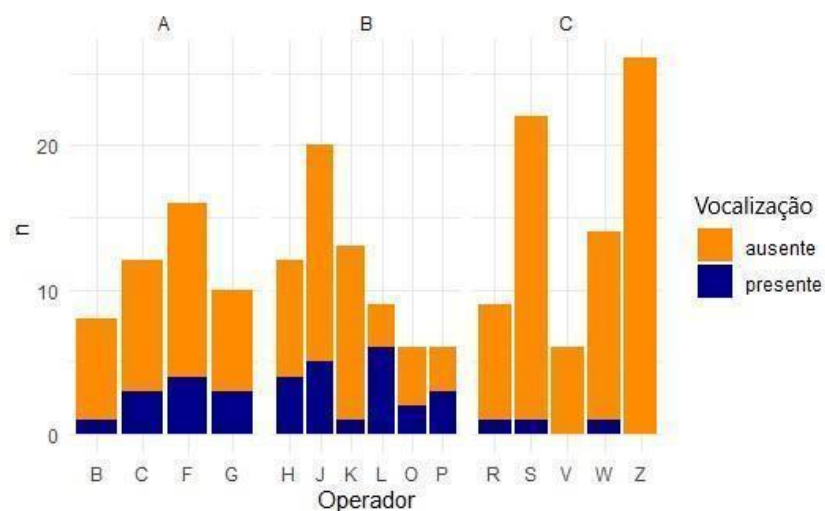 A B C
20
10
0
n
B C F G H J K L O P R S V W Z
Operador
Vocalização
ausente
presente